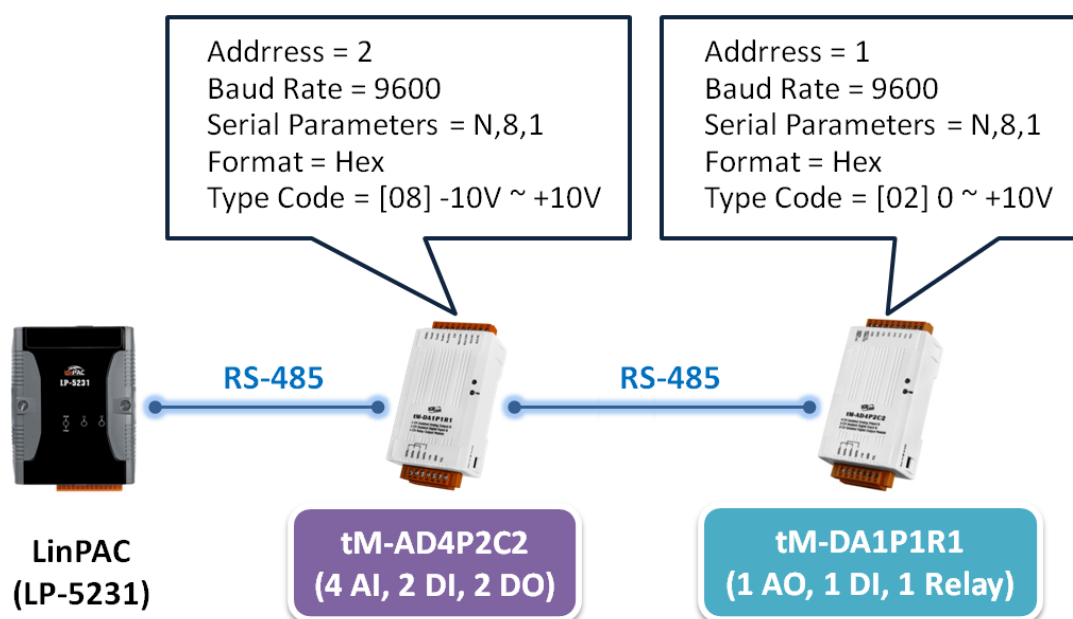 Addrress = 2
Baud Rate = 9600
Serial Parameters = N,8,1
Format = Hex
Type Code = [08] -10V ~ +10V
Addrress = 1
Baud Rate = 9600
Serial Parameters = N,8,1
Format = Hex
Type Code = [02] 0 ~ +10V
LP-5231
RS-485
tM-DA1P1R1
RS-485
tM-AD4P2C2
LinPAC
(LP-5231)
tM-AD4P2C2
(4 AI, 2 DI, 2 DO)
tM-DA1P1R1
(1 AO, 1 DI, 1 Relay)